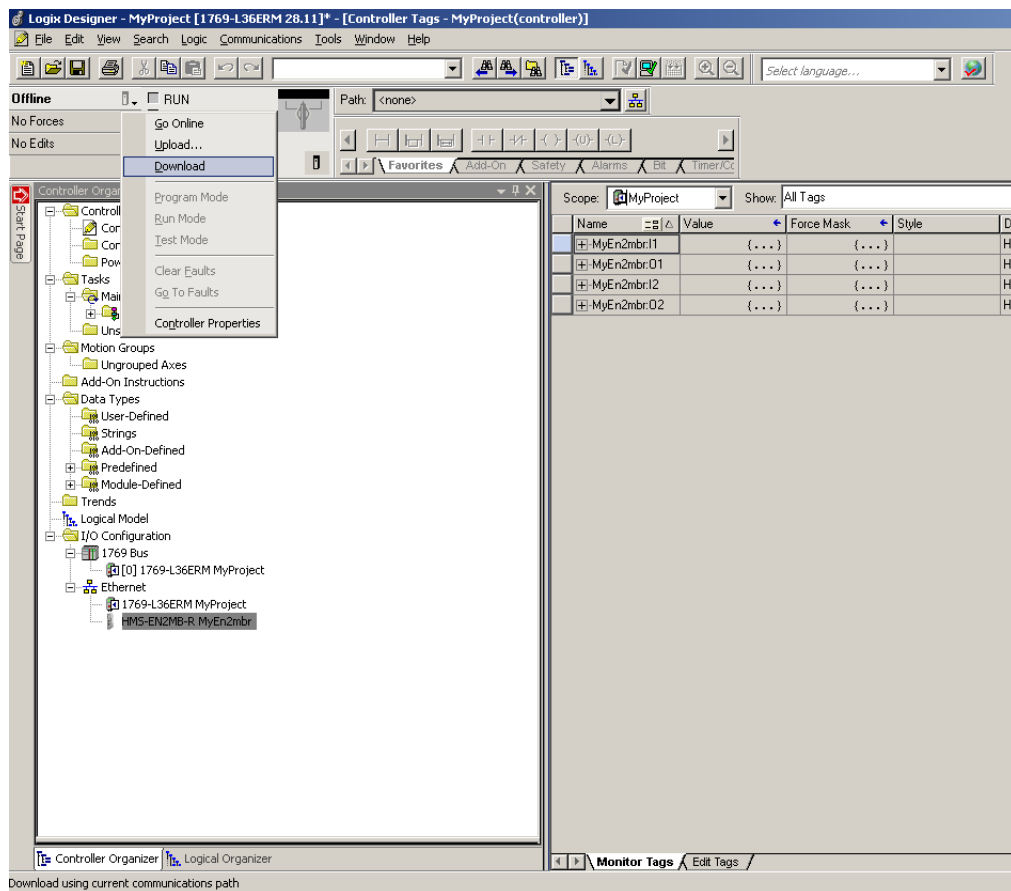 Logix Designer - MyProject [1769-L36ERM 28.11]* - [Controller Tags - MyProject(controller)]
File Edit View Search Logic Communications Tools Window Help
Select language...
Offline RUN
No Forces
No Edits
Path: <none>
Favorites Add-On Safety Alarms Bit Timer/Co
Go Online
Upload...
Download
Program Mode
Run Mode
Test Mode
Clear Faults
Go To Faults
Controller Properties
Start Page
Controller Organ
Controll
Con
Con
Pow
Tasks
Mai
Uns
Motion Groups
Ungrouped Axes
Add-On Instructions
Data Types
User-Defined
Strings
Add-On-Defined
Predefined
Module-Defined
Trends
Logical Model
I/O Configuration
1769 Bus
[0] 1769-L36ERM MyProject
Ethernet
1769-L36ERM MyProject
HMS-EN2MB-R MyEn2mbr
Controller Organizer Logical Organizer
Scope: MyProject Show: All Tags
Name Value Force Mask Style D
MyEn2mbr:I1 {...} {...} H
MyEn2mbr:O1 {...} {...} H
MyEn2mbr:I2 {...} {...} H
MyEn2mbr:O2 {...} {...} H
Monitor Tags Edit Tags
Download using current communications path